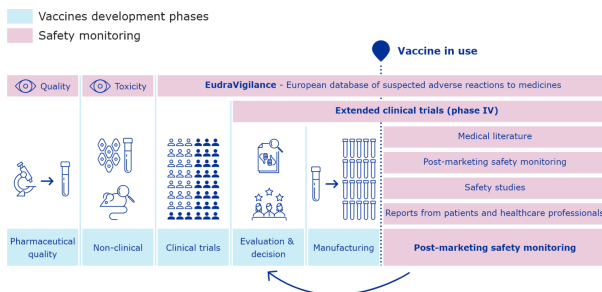 Vaccines development phases
Safety monitoring
Vaccine in use
Quality
Toxicity
EudraVigilance - European database of suspected adverse reactions to medicines
Extended clinical trials (phase IV)
Medical literature
Post-marketing safety monitoring
Safety studies
Reports from patients and healthcare professionals
Pharmaceutical
quality
Non-clinical
Clinical trials
Evaluation &
decision
Manufacturing
Post-marketing safety monitoring